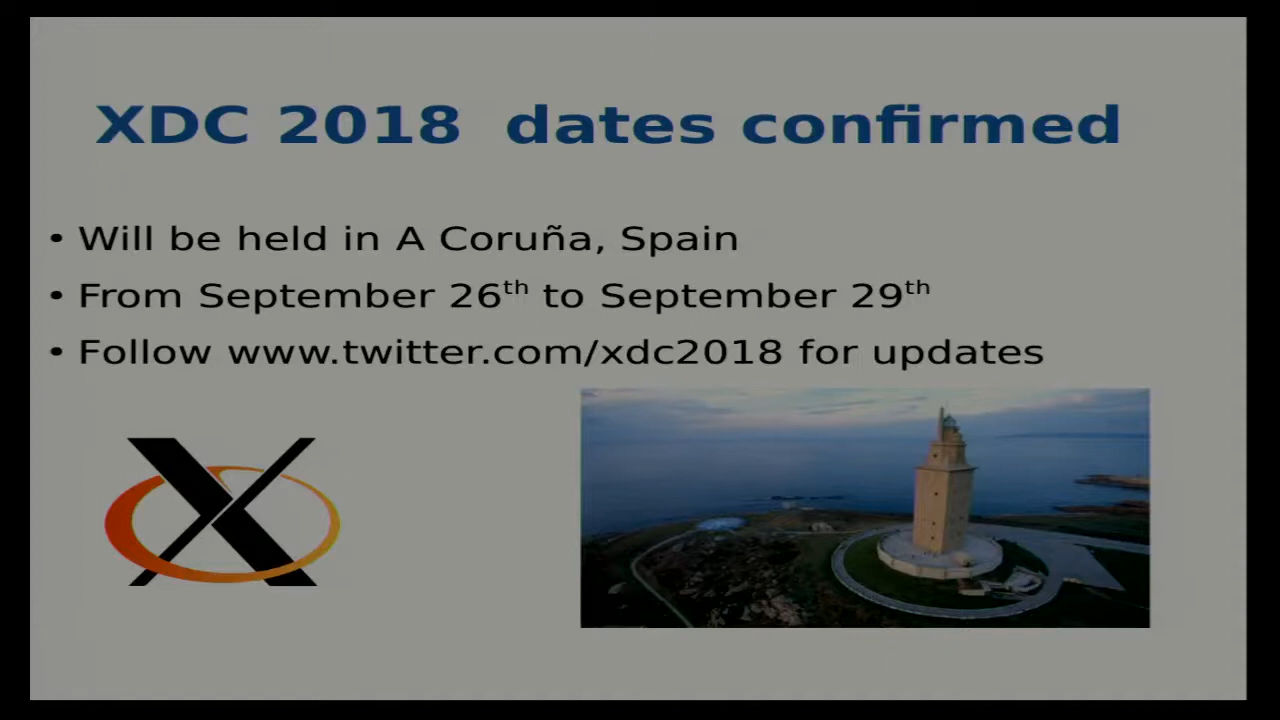 XDC 2018 dates confirmed
• Will be held in A Coruña, Spain
• From September 26th to September 29th
• Follow www.twitter.com/xdc2018 for updates